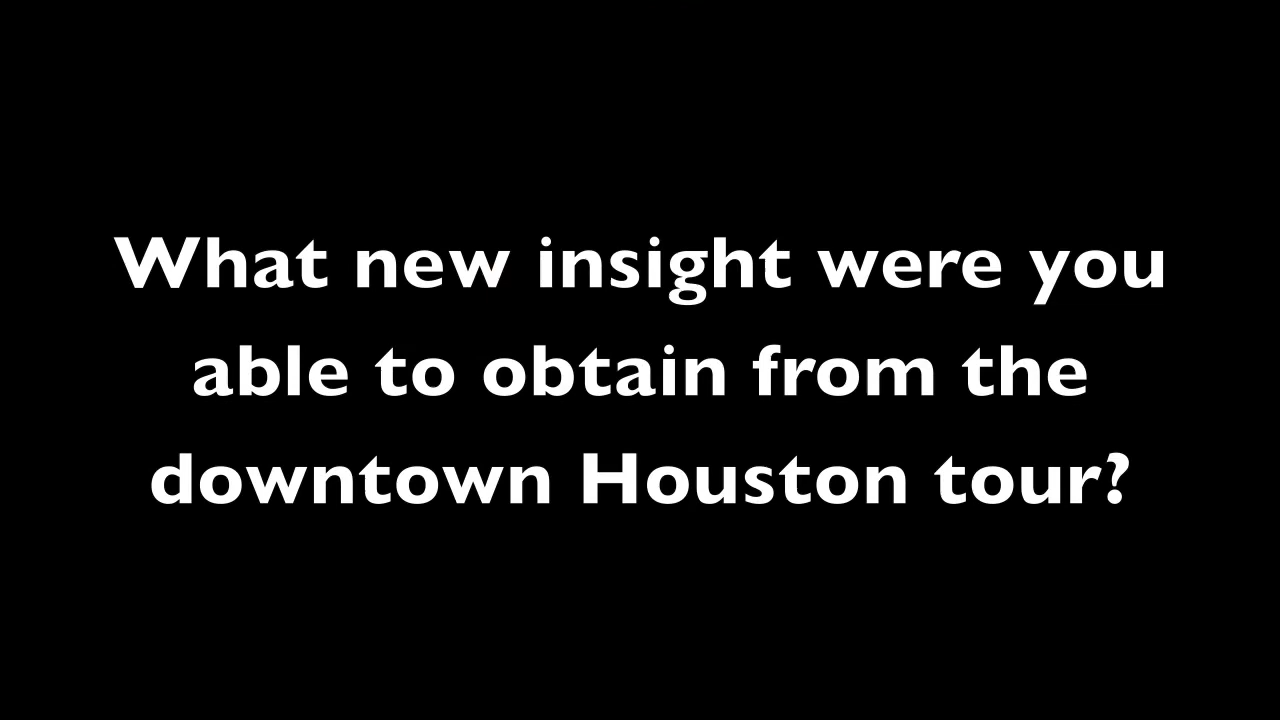 What new insight were you
able to obtain from the
downtown Houston tour?